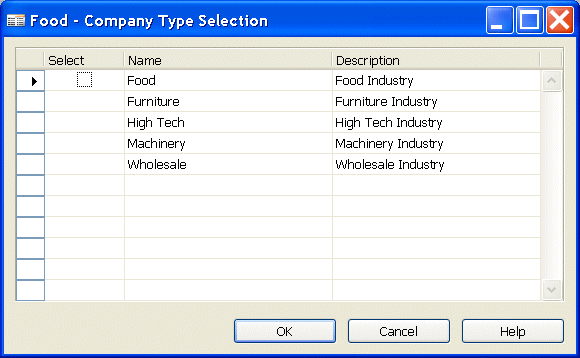 Food - Company Type Selection
Select Name Description
Food Food Industry
Furniture Furniture Industry
High Tech High Tech Industry
Machinery Machinery Industry
Wholesale Wholesale Industry
OK Cancel Help